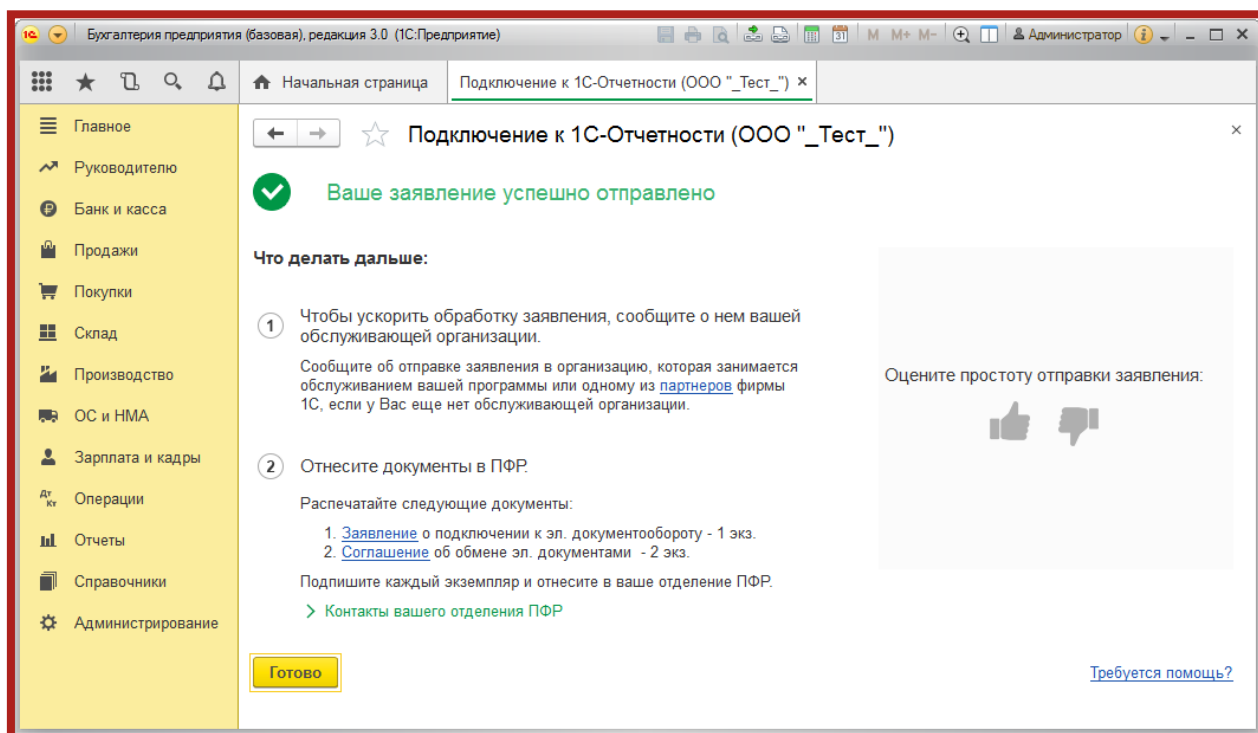 1С Бухгалтерия предприятия (базовая), редакция 3.0 (1С:Предприятие) 31 M M+ M- Администратор i
Начальная страница Подключение к 1С-Отчетности (ООО "_Тест_") ×
Главное
Руководителю
Банк и касса
Продажи
Покупки
Склад
Производство
ОС и НМА
Зарплата и кадры
Дт Кт Операции
Отчеты
Справочники
Администрирование
Подключение к 1С-Отчетности (ООО "_Тест_") ×
Ваше заявление успешно отправлено
Что делать дальше:
1 Чтобы ускорить обработку заявления, сообщите о нем вашей
обслуживающей организации.
Сообщите об отправке заявления в организацию, которая занимается
обслуживанием вашей программы или одному из партнеров фирмы
1С, если у Вас еще нет обслуживающей организации.
2 Отнесите документы в ПФР.
Распечатайте следующие документы:
1. Заявление о подключении к эл. документообороту - 1 экз.
2. Соглашение об обмене эл. документами - 2 экз.
Подпишите каждый экземпляр и отнесите в ваше отделение ПФР.
Контакты вашего отделения ПФР
Оцените простоту отправки заявления:
Готово
Требуется помощь?